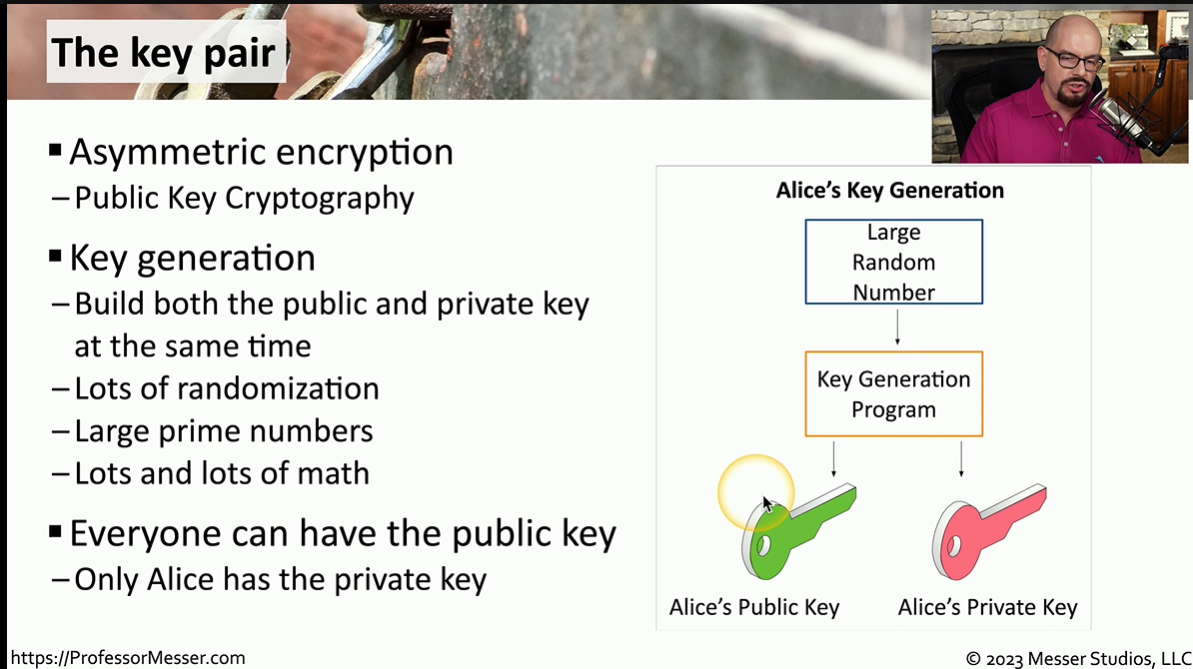 The key pair
▪ Asymmetric encryption
– Public Key Cryptography
▪ Key generation
– Build both the public and private key
at the same time
– Lots of randomization
– Large prime numbers
– Lots and lots of math
▪ Everyone can have the public key
– Only Alice has the private key
Alice's Key Generation
Large
Random
Number
Key Generation
Program
Alice's Public Key
Alice's Private Key
https://ProfessorMesser.com
© 2023 Messer Studios, LLC